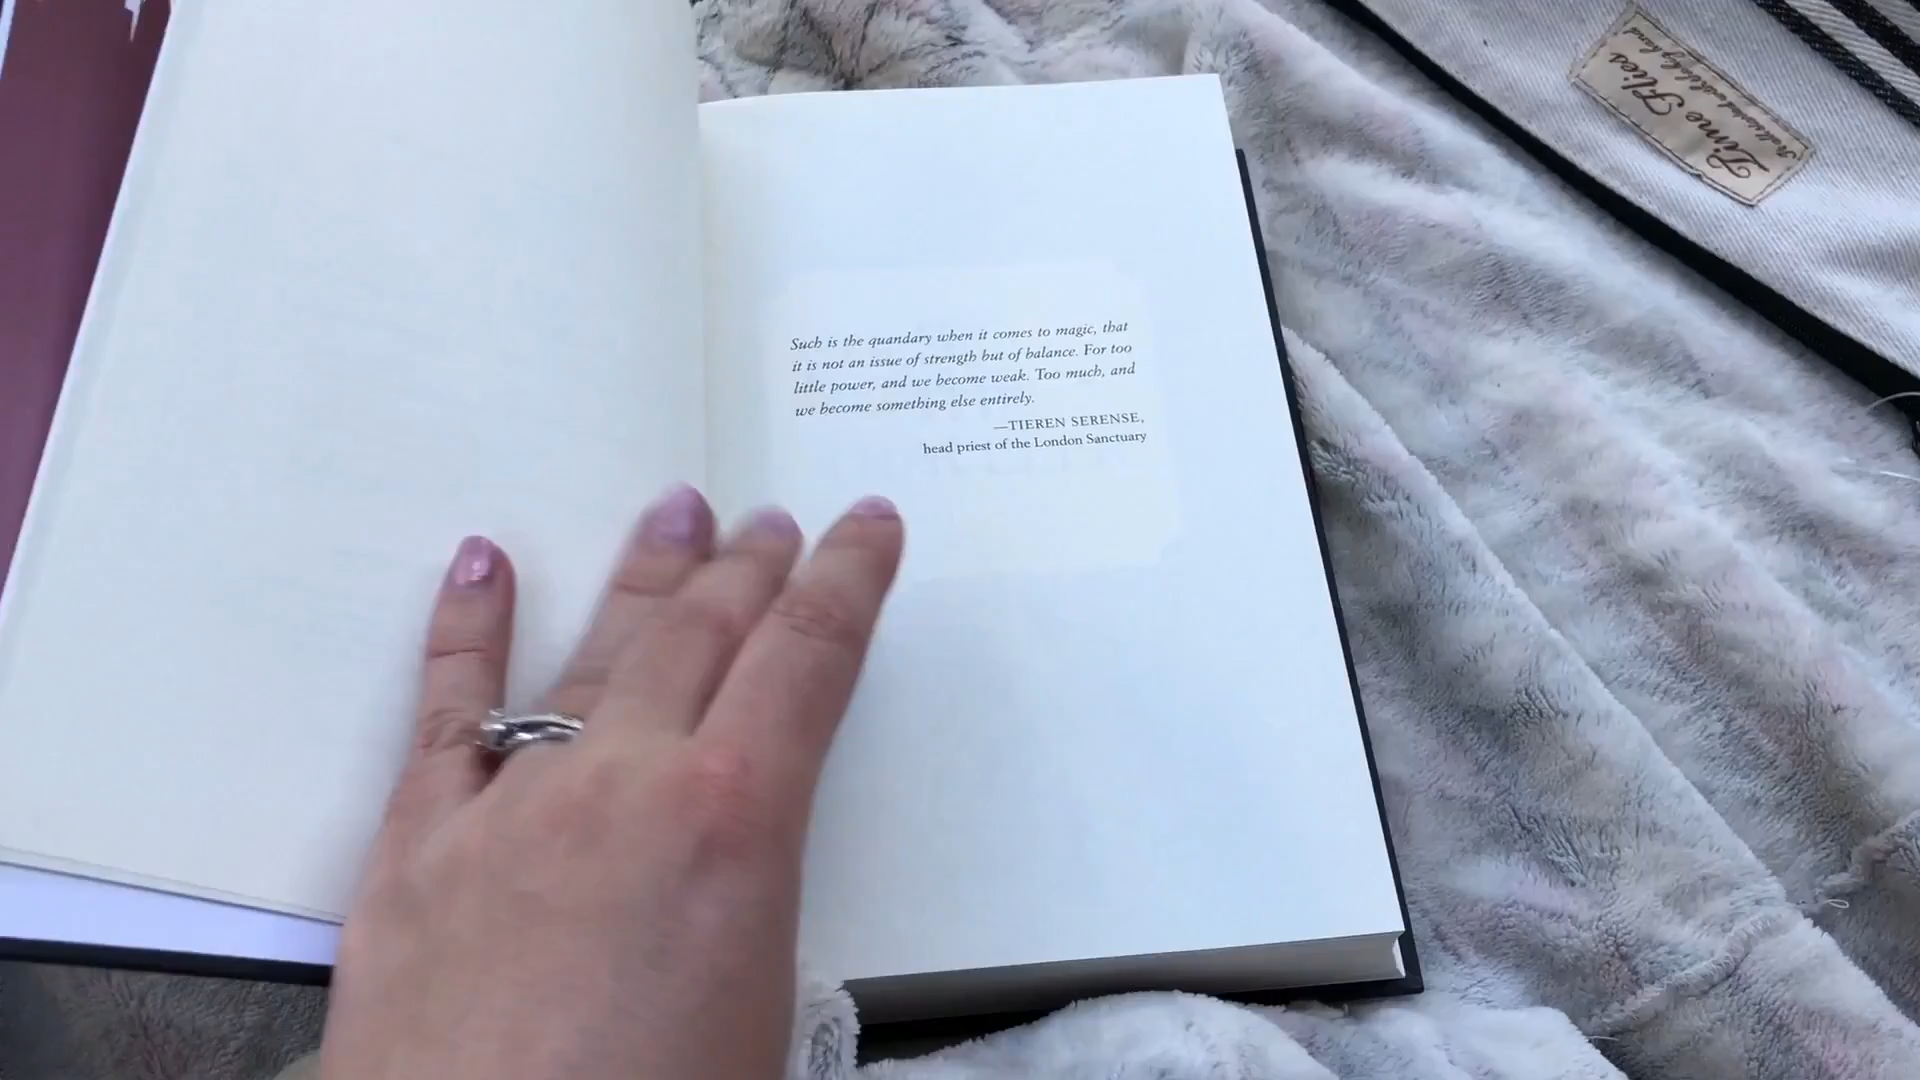 Such is the quandary when it comes to magic, that
it is not an issue of strength but of balance. For too
little power, and we become weak. Too much, and
we become something else entirely.
—TIEREN SERENSE,
head priest of the London Sanctuary
Time Flies